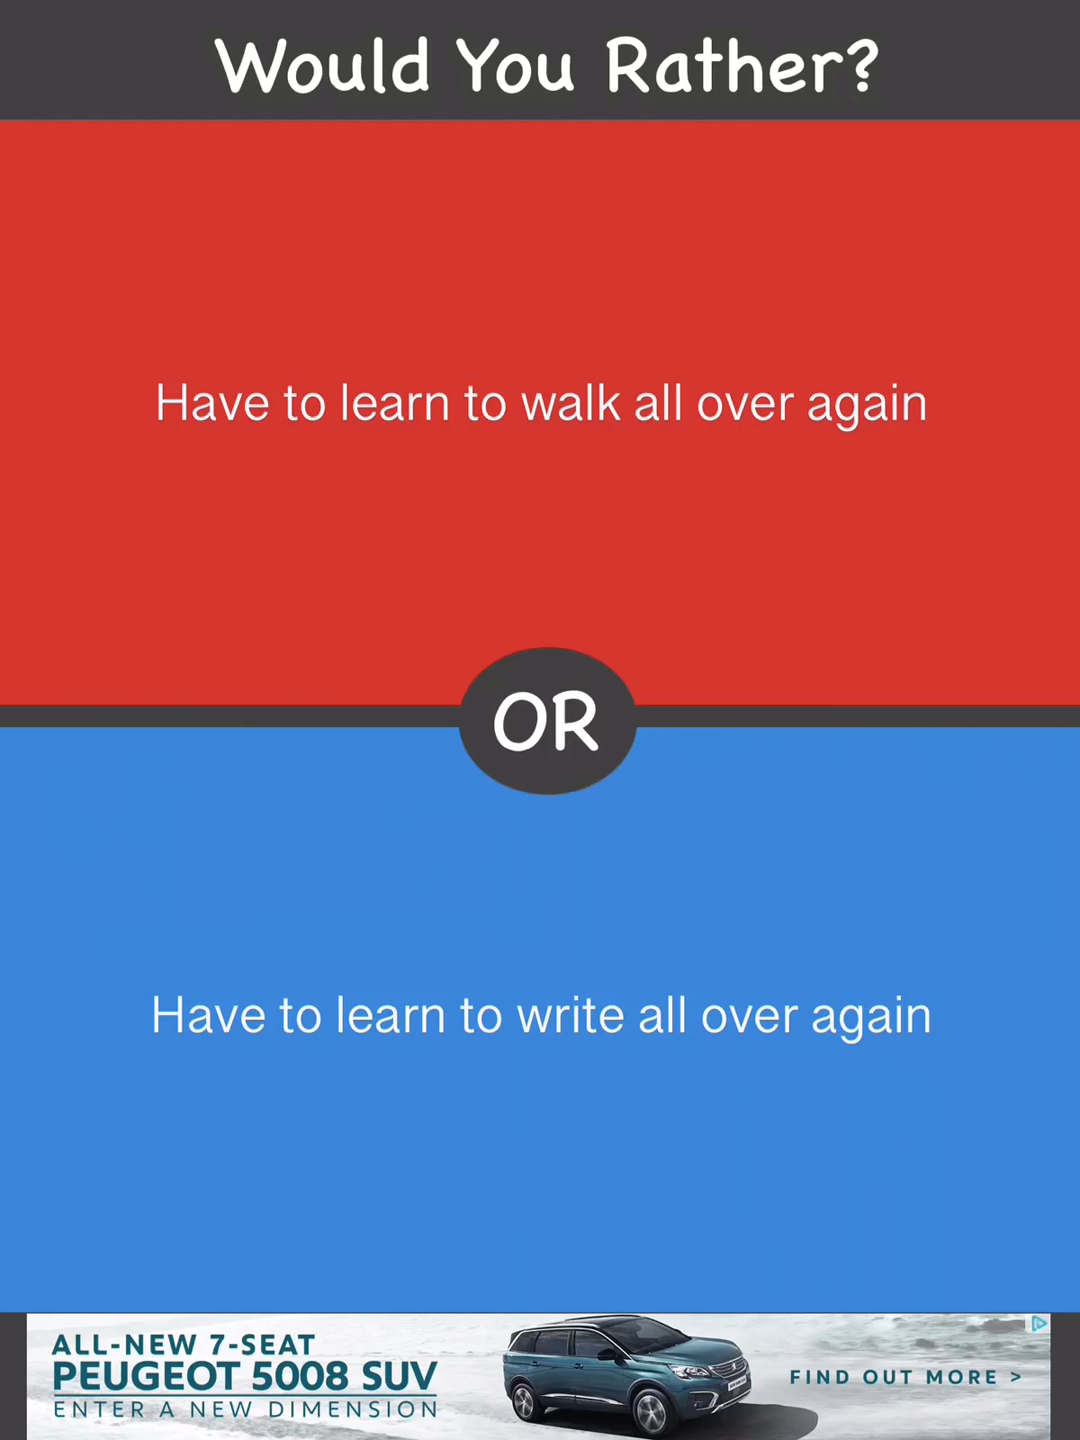 Would You Rather?
Have to learn to walk all over again
OR
Have to learn to write all over again
ALL-NEW 7-SEAT
PEUGEOT 5008 SUV
ENTER A NEW DIMENSION
FIND OUT MORE >